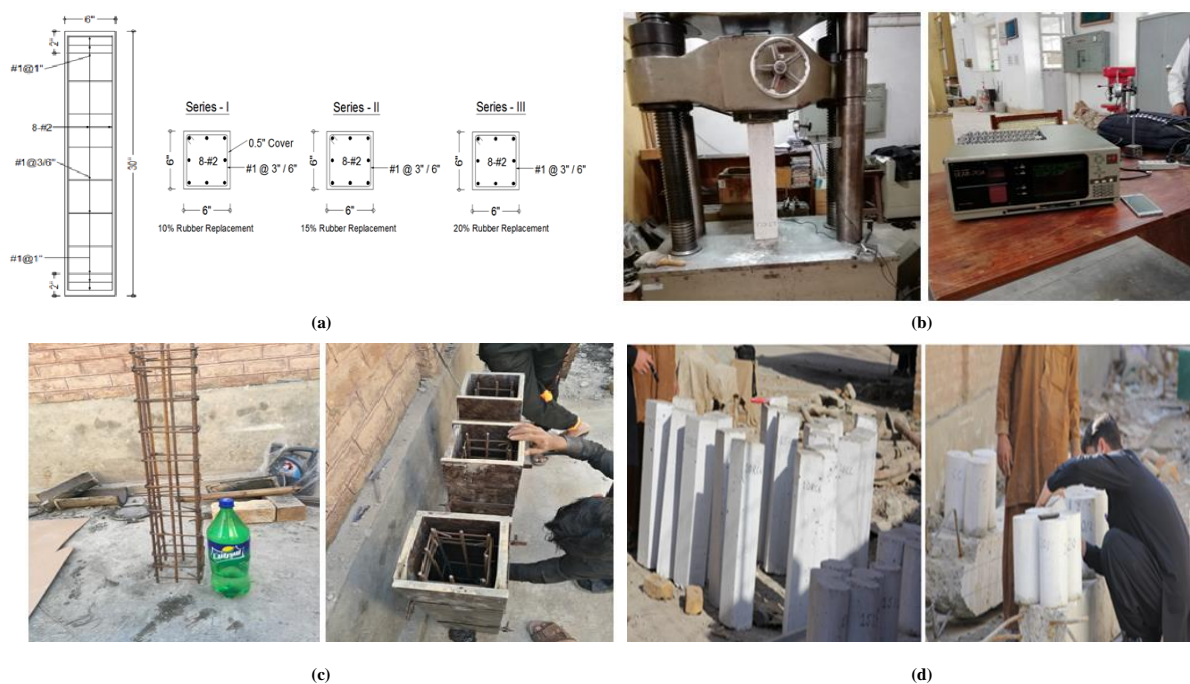 6"
2"
#1@1"
8-#2
#1@3/6"
30"
#1@1"
2"
Series - I
6"
8-#2
0.5" Cover
#1 @ 3" / 6"
6"
10% Rubber Replacement
Series - II
6"
8-#2
#1 @ 3" / 6"
6"
15% Rubber Replacement
Series - III
6"
8-#2
#1 @ 3" / 6"
6"
20% Rubber Replacement
(a)
(b)
(c)
(d)